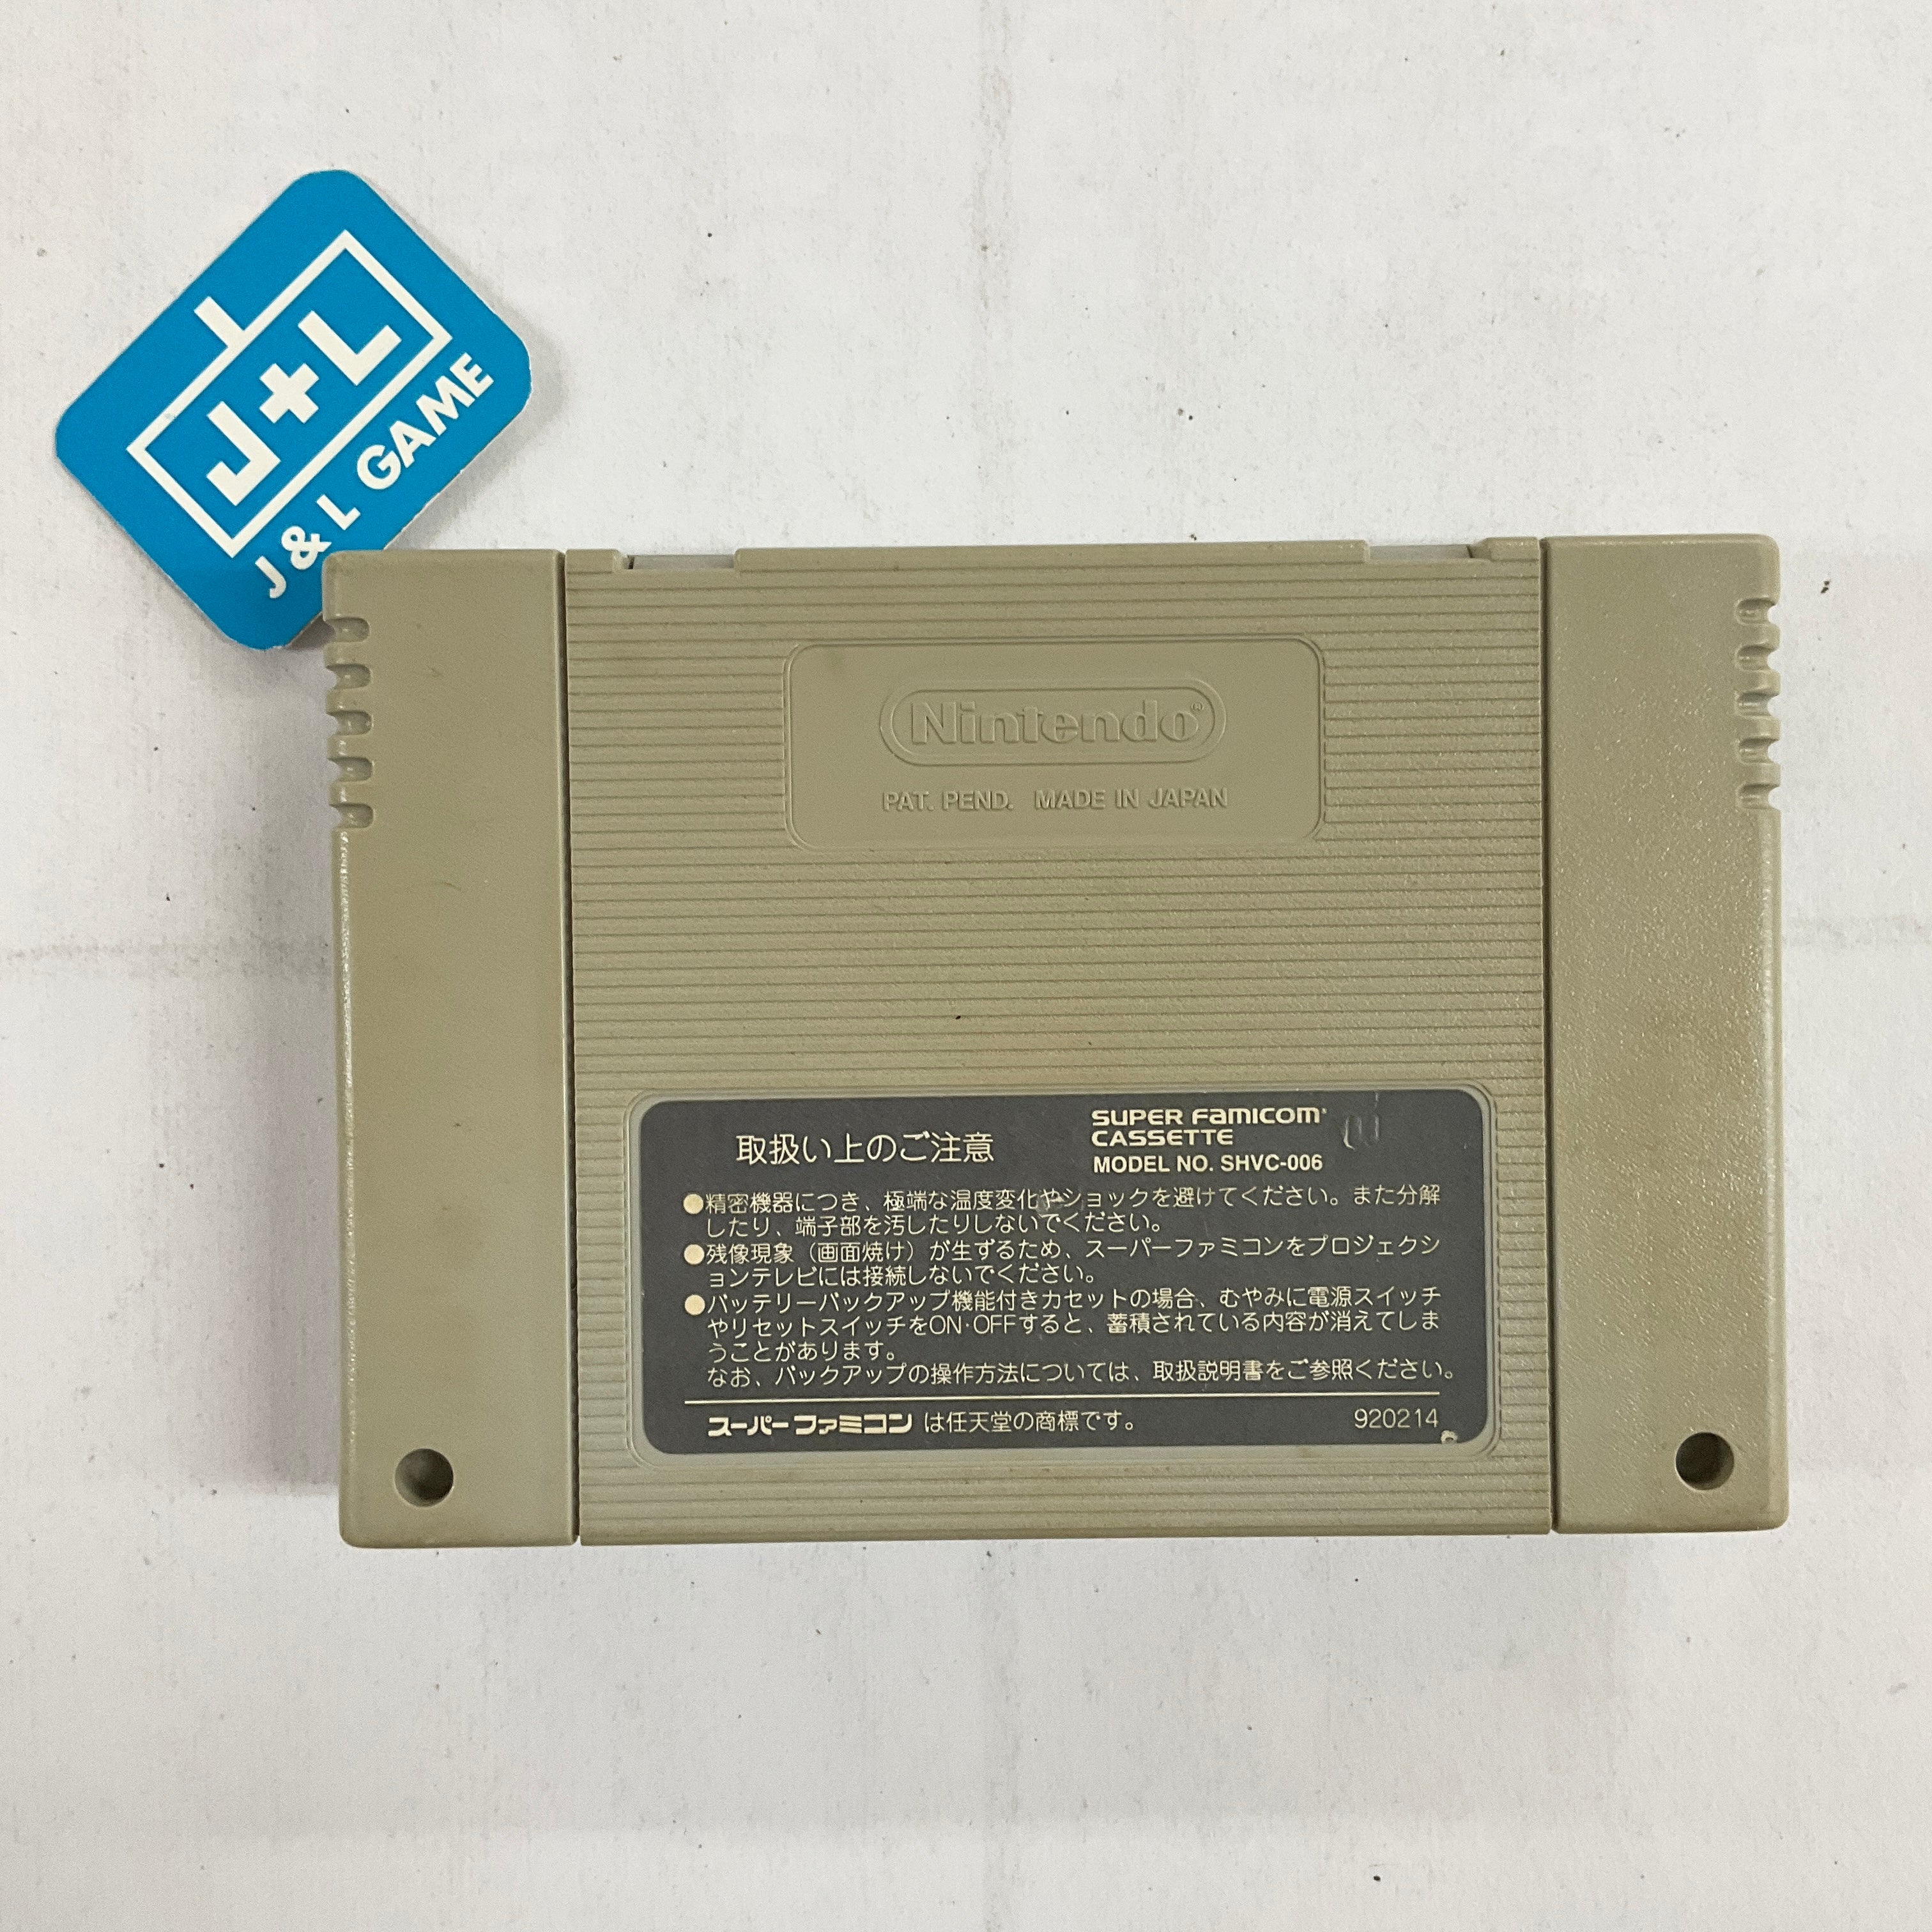 J+L
J & L GAME
Nintendo®
PAT. PEND. MADE IN JAPAN
取扱い上のご注意
SUPER FAMICOM
CASSETTE
MODEL NO. SHVC-006
●精密機器につき、極端な温度変化やショックを避けてください。また分解
したり、端子部を汚したりしないでください。
●残像現象（画面焼け）が生ずるため、スーパーファミコンをプロジェクシ
ョンテレビには接続しないでください。
●バッテリーバックアップ機能付きカセットの場合、むやみに電源スイッチ
やリセットスイッチをON・OFFすると、蓄積されている内容が消えてしま
うことがあります。
なお、バックアップの操作方法については、取扱説明書をご参照ください。
スーパーファミコン は任天堂の商標です。
920214